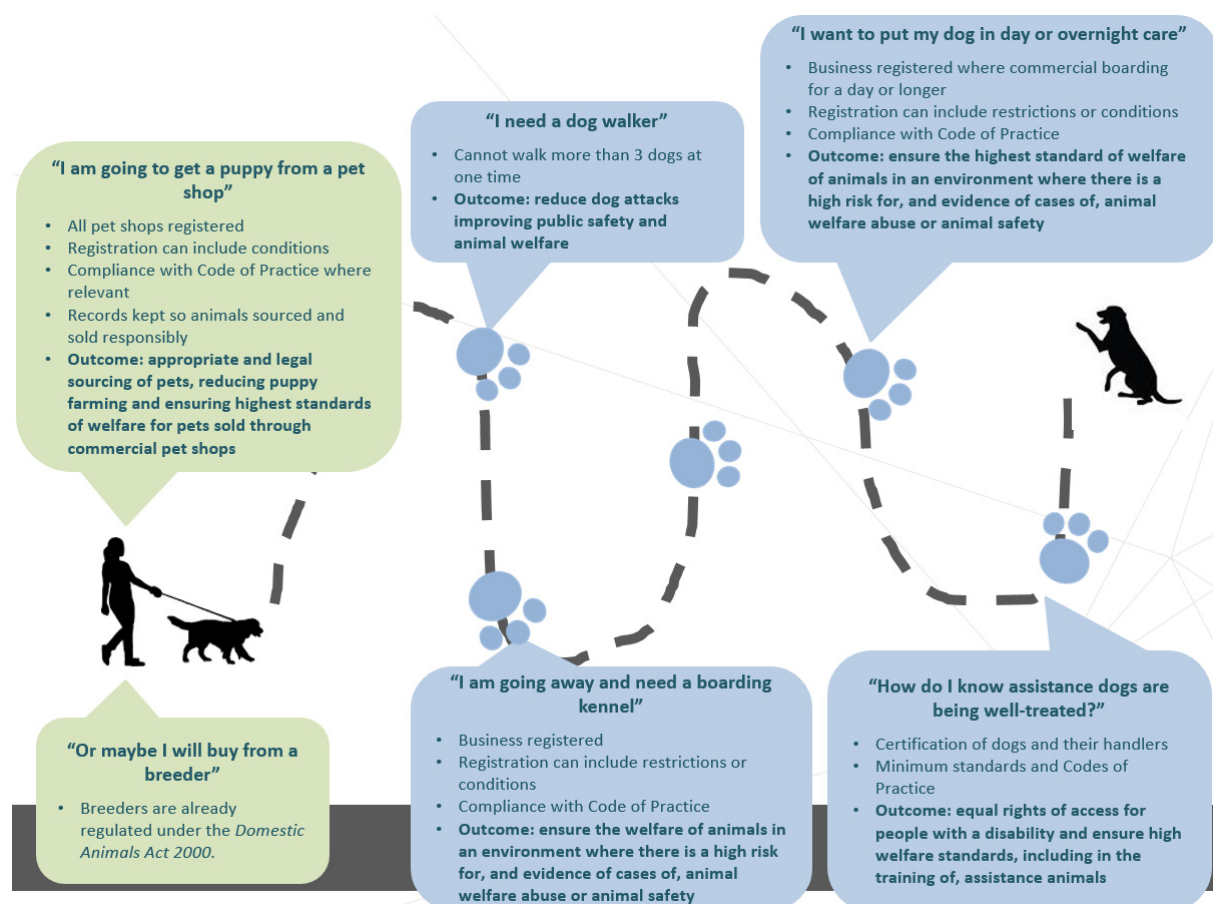 “I am going to get a puppy from a pet
shop”
• All pet shops registered
• Registration can include conditions
• Compliance with Code of Practice where
relevant
• Records kept so animals sourced and
sold responsibly
• Outcome: appropriate and legal
sourcing of pets, reducing puppy
farming and ensuring highest standards
of welfare for pets sold through
commercial pet shops
“Or maybe I will buy from a
breeder”
• Breeders are already
regulated under the Domestic
Animals Act 2000.
“I need a dog walker”
• Cannot walk more than 3 dogs at
one time
• Outcome: reduce dog attacks
improving public safety and
animal welfare
“I am going away and need a boarding
kennel”
• Business registered
• Registration can include restrictions or
conditions
• Compliance with Code of Practice
• Outcome: ensure the welfare of animals in
an environment where there is a high risk
for, and evidence of cases of, animal
welfare abuse or animal safety
“I want to put my dog in day or overnight care”
• Business registered where commercial boarding
for a day or longer
• Registration can include restrictions or conditions
• Compliance with Code of Practice
• Outcome: ensure the highest standard of welfare
of animals in an environment where there is a
high risk for, and evidence of cases of, animal
welfare abuse or animal safety
“How do I know assistance dogs are
being well-treated?”
• Certification of dogs and their handlers
• Minimum standards and Codes of
Practice
• Outcome: equal rights of access for
people with a disability and ensure high
welfare standards, including in the
training of, assistance animals